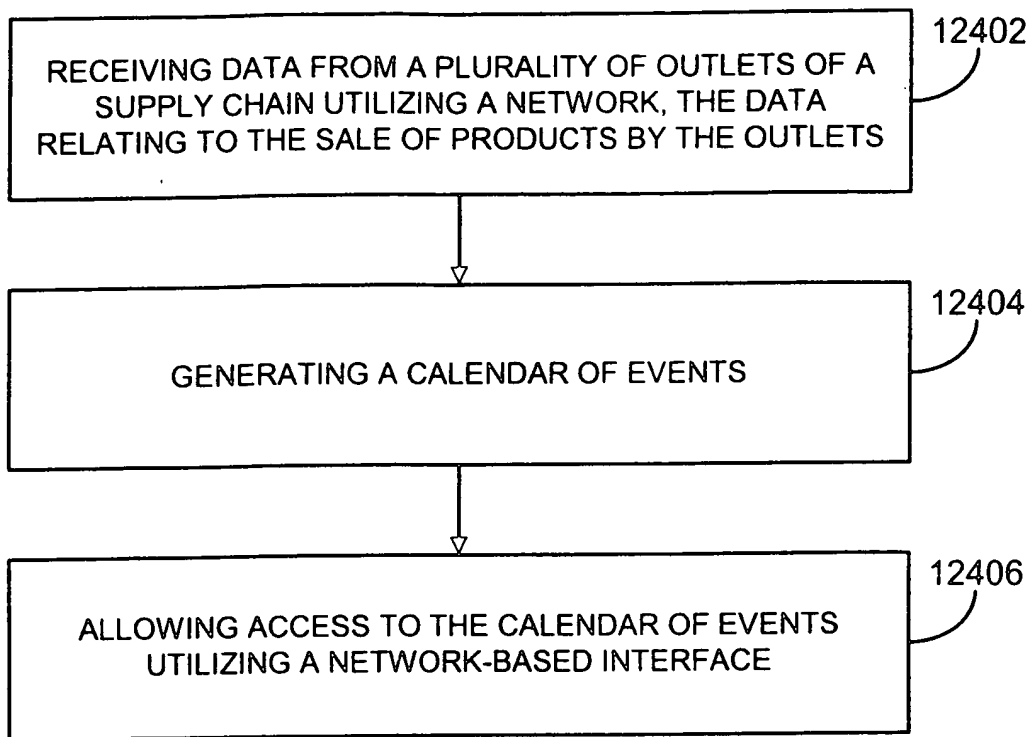 12402
RECEIVING DATA FROM A PLURALITY OF OUTLETS OF A
SUPPLY CHAIN UTILIZING A NETWORK, THE DATA
RELATING TO THE SALE OF PRODUCTS BY THE OUTLETS
12404
GENERATING A CALENDAR OF EVENTS
12406
ALLOWING ACCESS TO THE CALENDAR OF EVENTS
UTILIZING A NETWORK-BASED INTERFACE